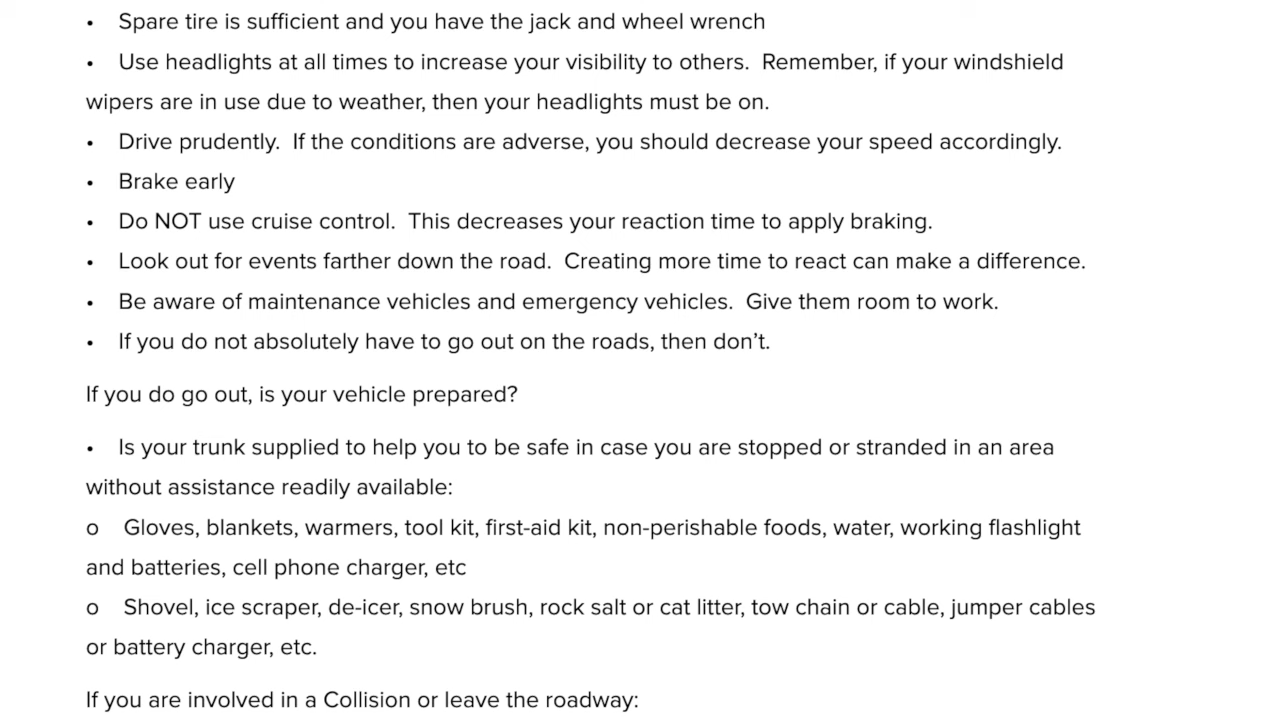 • Spare tire is sufficient and you have the jack and wheel wrench
• Use headlights at all times to increase your visibility to others.  Remember, if your windshield
wipers are in use due to weather, then your headlights must be on.
• Drive prudently.  If the conditions are adverse, you should decrease your speed accordingly.
• Brake early
• Do NOT use cruise control.  This decreases your reaction time to apply braking.
• Look out for events farther down the road.  Creating more time to react can make a difference.
• Be aware of maintenance vehicles and emergency vehicles.  Give them room to work.
• If you do not absolutely have to go out on the roads, then don’t.
If you do go out, is your vehicle prepared?
• Is your trunk supplied to help you to be safe in case you are stopped or stranded in an area
without assistance readily available:
o Gloves, blankets, warmers, tool kit, first-aid kit, non-perishable foods, water, working flashlight
and batteries, cell phone charger, etc
o Shovel, ice scraper, de-icer, snow brush, rock salt or cat litter, tow chain or cable, jumper cables
or battery charger, etc.
If you are involved in a Collision or leave the roadway: